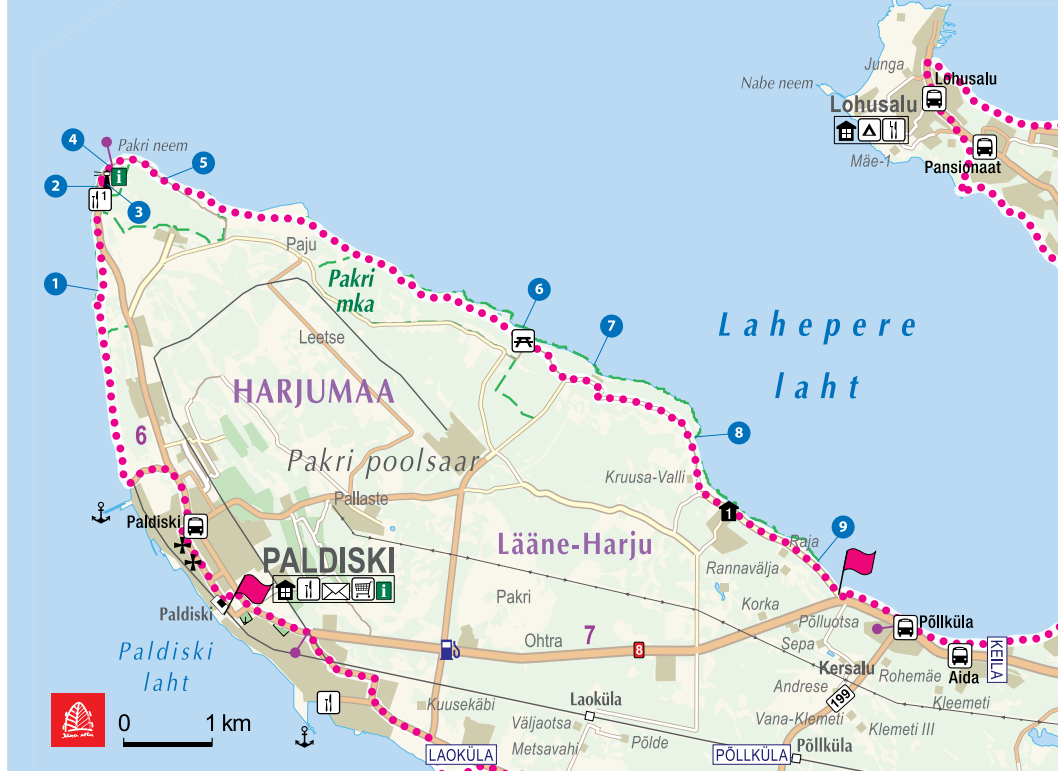 Junga
Lohusalu
Nabe neem
Lohusalu
Mäe-1
Pansionaat
4
Pakri neem
5
i
2
1
3
1
Paju
Pakri
mka
6
7
Lahepere
laht
Leetse
HARJUMAA
6
8
Pakri poolsaar
Kruusa-Valli
Pallaste
1
9
Paldiski
Lääne-Harju
Raja
PALDISKI
i
Rannavälja
Pakri
Korka
Paldiski
Põlluotsa
Põllküla
Ohtra
7
8
Sepa
Paldiski
laht
Kersalu
Rohemäe
Aida
KEILA
Andrese
199
Kleemeti
Kuusekäbi
Laoküla
Väljaotsa
Vana-Klemeti
Klemeti III
0
1 km
Metsavahi
Põlde
LAOKÜLA
PÕLLKÜLA
Põllküla